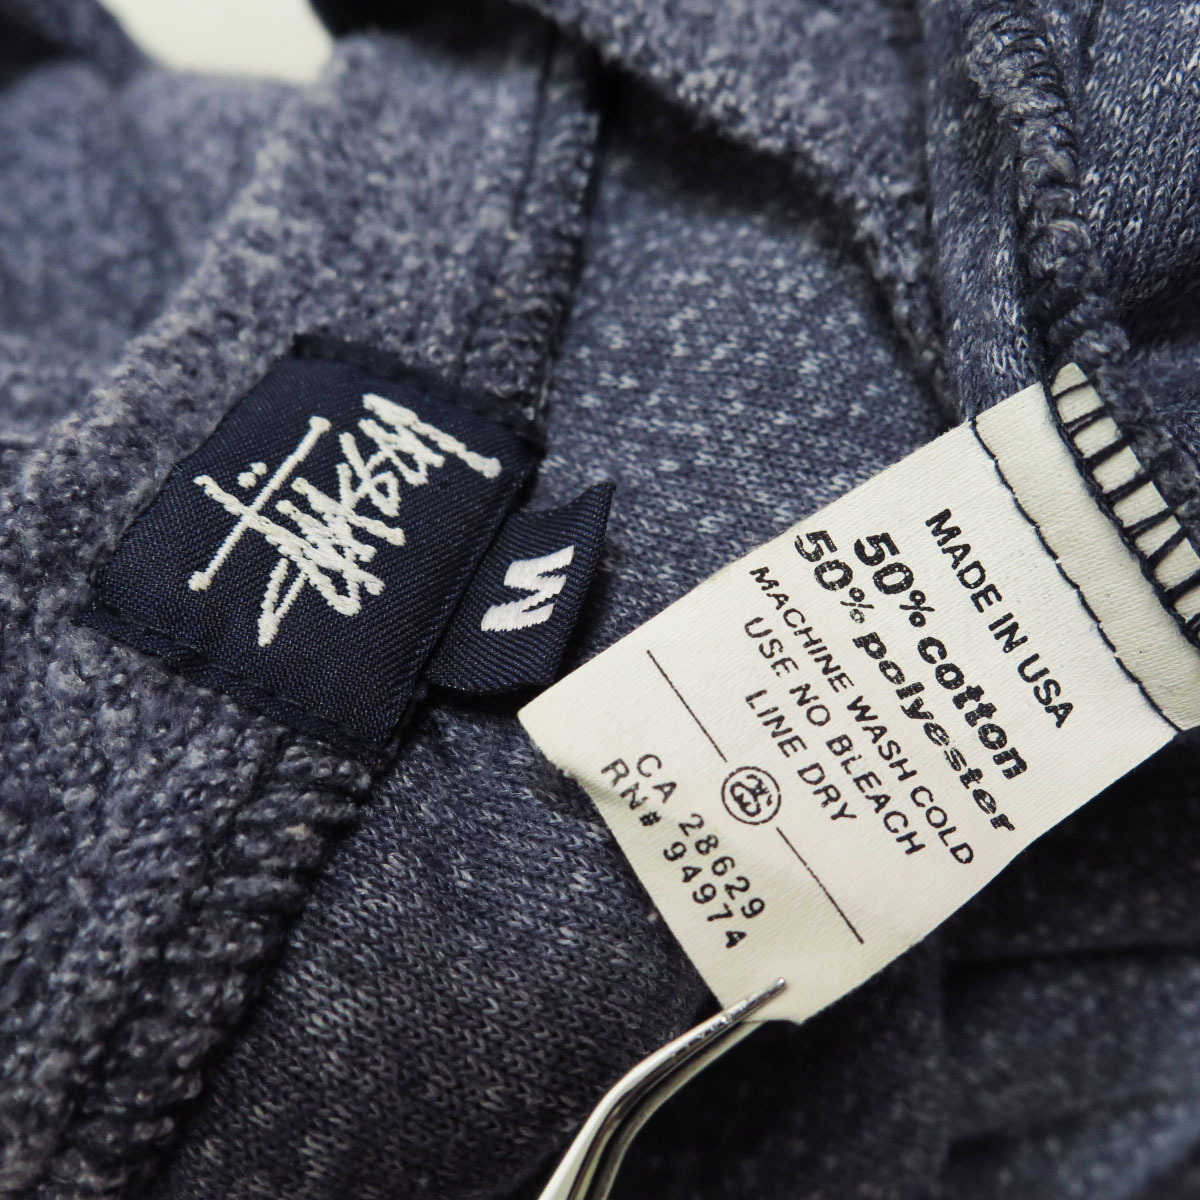 Stüssy
M
MADE IN USA
50% cotton
50% polyester
MACHINE WASH COLD
USE NO BLEACH
LINE DRY
CA 28629
RN# 94974